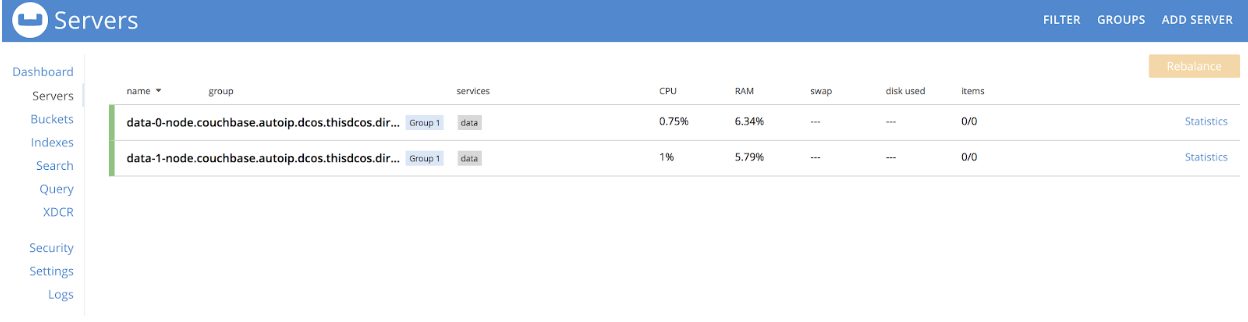 Servers
FILTER GROUPS ADD SERVER
Dashboard
Servers
Buckets
Indexes
Search
Query
XDCR
Security
Settings
Logs
Rebalance
name group services CPU RAM swap disk used items
data-0-node.couchbase.autoip.dcos.thisdcos.dir... Group 1 data 0.75% 6.34% --- --- 0/0 Statistics
data-1-node.couchbase.autoip.dcos.thisdcos.dir... Group 1 data 1% 5.79% --- --- 0/0 Statistics